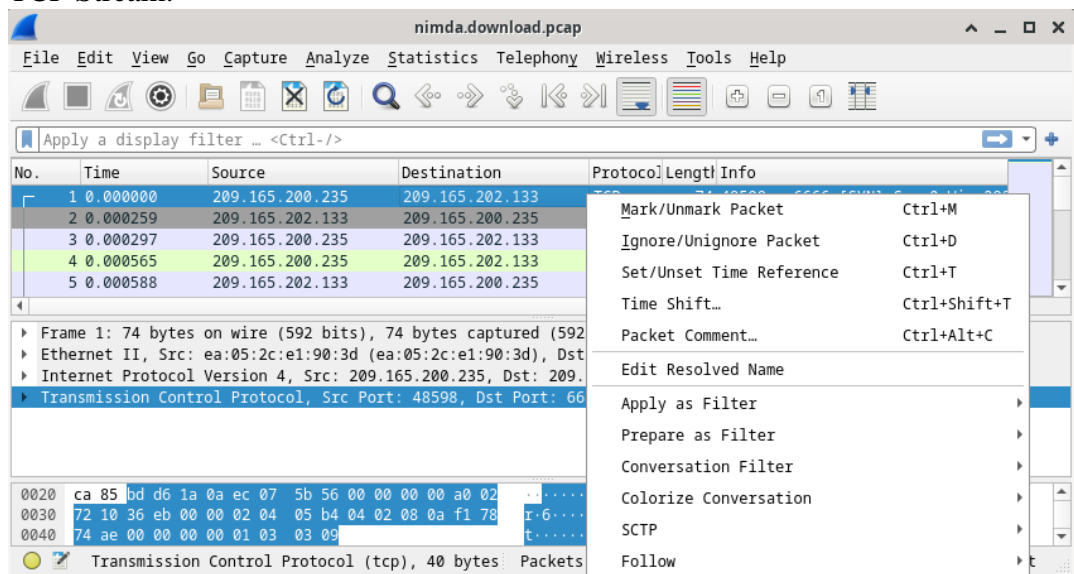 nimda.download.pcap
File Edit View Go Capture Analyze Statistics Telephony Wireless Tools Help
Apply a display filter … <Ctrl-/>
No. Time Source Destination Protocol Length Info
1 0.000000 209.165.200.235 209.165.202.133
2 0.000259 209.165.202.133 209.165.200.235
3 0.000297 209.165.200.235 209.165.202.133
4 0.000565 209.165.200.235 209.165.202.133
5 0.000588 209.165.202.133 209.165.200.235
Mark/Unmark Packet Ctrl+M
Ignore/Unignore Packet Ctrl+D
Set/Unset Time Reference Ctrl+T
Time Shift… Ctrl+Shift+T
Packet Comment… Ctrl+Alt+C
Edit Resolved Name
Apply as Filter
Prepare as Filter
Conversation Filter
Colorize Conversation
SCTP
Follow
Frame 1: 74 bytes on wire (592 bits), 74 bytes captured (592
Ethernet II, Src: ea:05:2c:e1:90:3d (ea:05:2c:e1:90:3d), Dst
Internet Protocol Version 4, Src: 209.165.200.235, Dst: 209.
Transmission Control Protocol, Src Port: 48598, Dst Port: 66
0020 ca 85 bd d6 1a 0a ec 07 5b 56 00 00 00 00 a0 02
0030 72 10 36 eb 00 00 02 04 05 b4 04 02 08 0a f1 78 r·6····
0040 74 ae 00 00 00 00 01 03 03 09 t······
Transmission Control Protocol (tcp), 40 bytes Packets